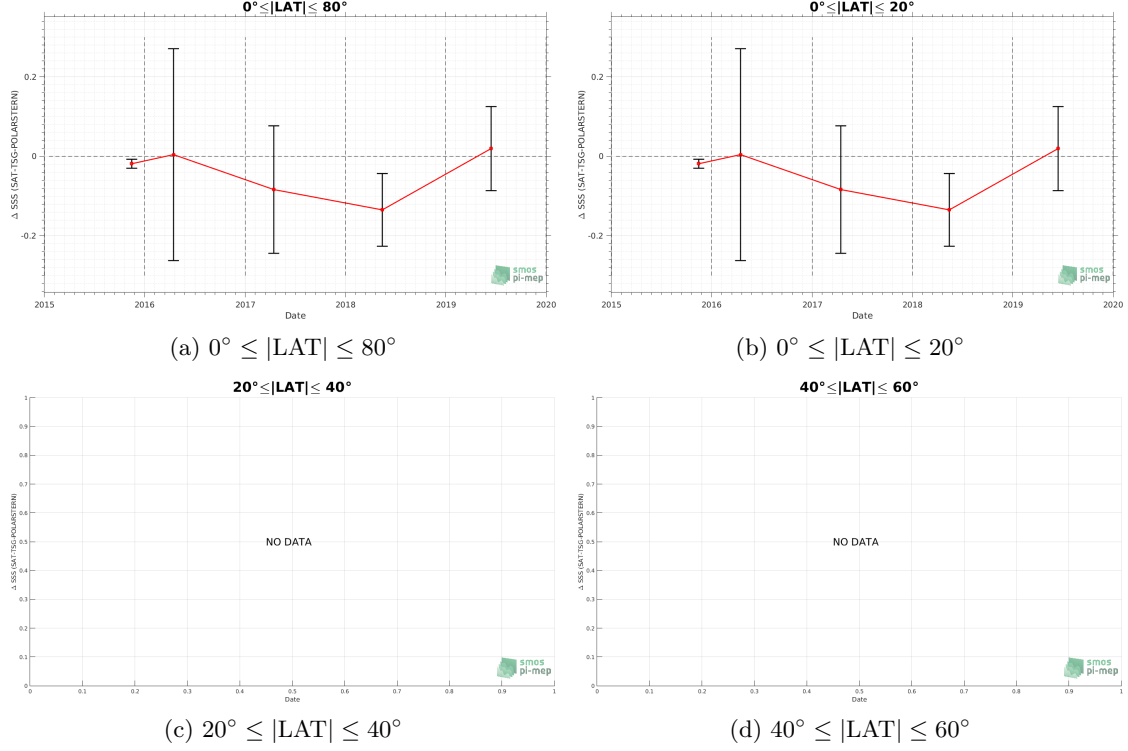 0°≤|LAT|≤ 80°
Δ SSS (SAT-TSG-POLARSTERN)
0.2
0
-0.2
2015 2016 2017 2018 2019 2020
Date
smos
pi-mep
(a) 0° ≤ |LAT| ≤ 80°
0°≤|LAT|≤ 20°
Δ SSS (SAT-TSG-POLARSTERN)
0.2
0
-0.2
2015 2016 2017 2018 2019 2020
Date
smos
pi-mep
(b) 0° ≤ |LAT| ≤ 20°
20°≤|LAT|≤ 40°
Δ SSS (SAT-TSG-POLARSTERN)
1
0.9
0.8
0.7
0.6
0.5
0.4
0.3
0.2
0.1
0
NO DATA
0 0.1 0.2 0.3 0.4 0.5 0.6 0.7 0.8 0.9 1
Date
smos
pi-mep
(c) 20° ≤ |LAT| ≤ 40°
40°≤|LAT|≤ 60°
Δ SSS (SAT-TSG-POLARSTERN)
1
0.9
0.8
0.7
0.6
0.5
0.4
0.3
0.2
0.1
0
NO DATA
0 0.1 0.2 0.3 0.4 0.5 0.6 0.7 0.8 0.9 1
Date
smos
pi-mep
(d) 40° ≤ |LAT| ≤ 60°